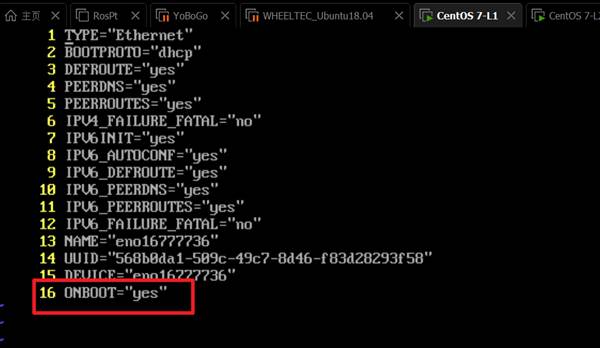 主页 RosPt YoBoGo WHEELTEC_Ubuntu18.04 CentOS 7-L1 CentOS 7-L2
1 TYPE="Ethernet"
2 BOOTPROTO="dhcp"
3 DEFROUTE="yes"
4 PEERDNS="yes"
5 PEERROUTES="yes"
6 IPV4_FAILURE_FATAL="no"
7 IPV6INIT="yes"
8 IPV6_AUTOCONF="yes"
9 IPV6_DEFROUTE="yes"
10 IPV6_PEERDNS="yes"
11 IPV6_PEERROUTES="yes"
12 IPV6_FAILURE_FATAL="no"
13 NAME="eno16777736"
14 UUID="568b0da1-509c-49c7-8d46-f83d28293f58"
15 DEVICE="eno16777736"
16 ONBOOT="yes"
~
~
~